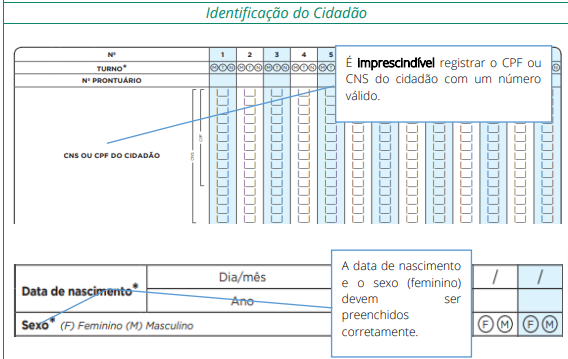 Identificação do Cidadão
Nº 1 2 3 4 5
TURNO* M T N M T N M T N M T N
Nº PRONTUÁRIO
É imprescindível registrar o CPF ou
CNS do cidadão com um número
válido.
CNS OU CPF DO CIDADÃO
CNS
CPF
Data de nascimento*
Dia/mês
Ano
/ /
A data de nascimento
e o sexo (feminino)
devem ser
preenchidos
corretamente.
Sexo* (F) Feminino (M) Masculino
F M F M